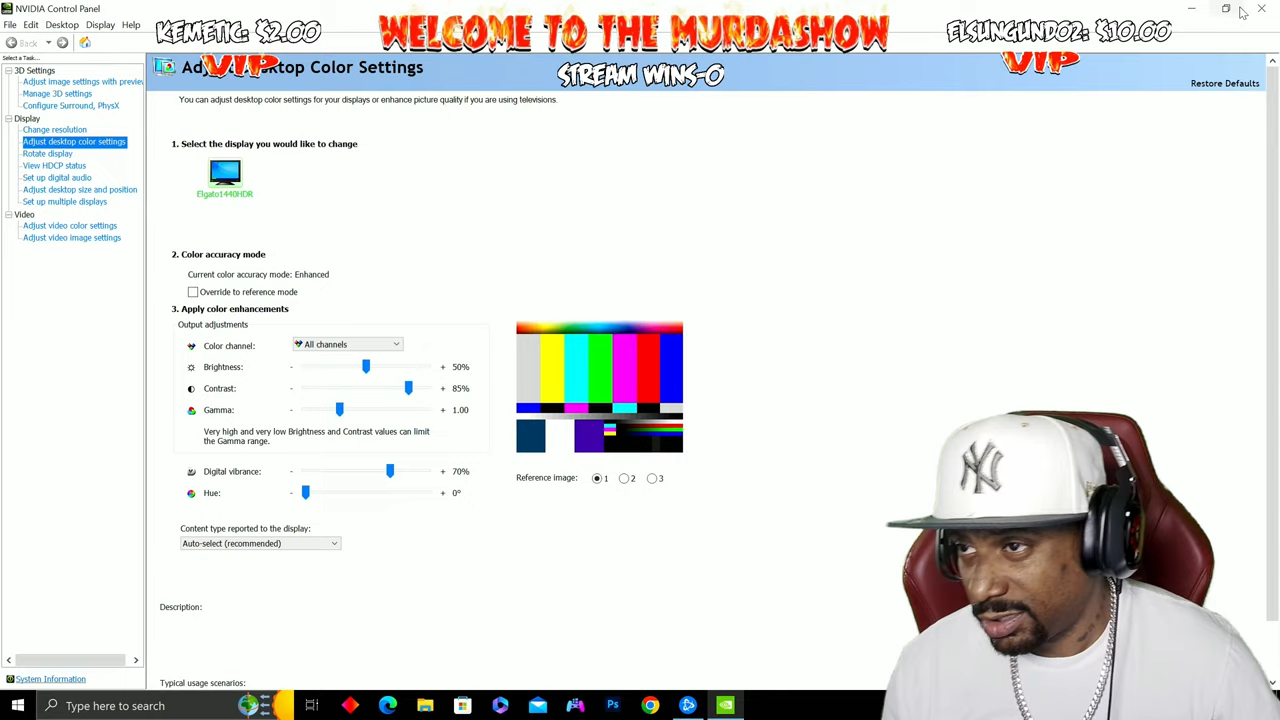 NVIDIA Control Panel
KEMETIC: $2.00
WELCOME TO THE MURDASHOW
ELSUNGUND02: $10.00
File Edit Desktop Display Help
VIP
STREAM WINS-0
VIP
Back
Select a Task...
3D Settings
Adjust image settings with preview
Manage 3D settings
Configure Surround, PhysX
Display
Change resolution
Adjust desktop color settings
Rotate display
View HDCP status
Set up digital audio
Adjust desktop size and position
Set up multiple displays
Video
Adjust video color settings
Adjust video image settings
System Information
Desktop Color Settings
Restore Defaults
You can adjust desktop color settings for your displays or enhance picture quality if you are using televisions.
1. Select the display you would like to change
Elgato1440HDR
2. Color accuracy mode
Current color accuracy mode: Enhanced
Override to reference mode
3. Apply color enhancements
Output adjustments
Color channel: All channels
Brightness: - + 50%
Contrast: - + 85%
Gamma: - + 1.00
Very high and very low Brightness and Contrast values can limit
the Gamma range.
Digital vibrance: - + 70%
Hue: - + 0°
Reference image: 1 2 3
Content type reported to the display:
Auto-select (recommended)
Description:
Typical usage scenarios:
NY
Type here to search
Ps